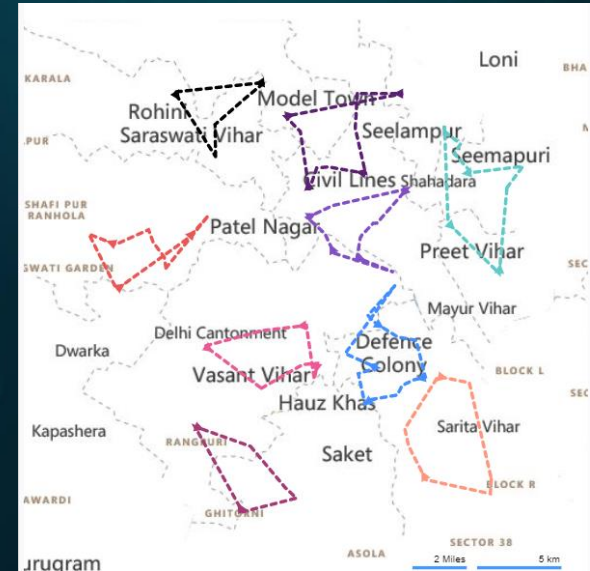 Loni
BHA
KARALA
Model Town
Rohini
Saraswati Vihar
Seelampur
PUR
Seemapuri
Civil Lines
Shahadara
SHAFI PUR
RANHOLA
Patel Nagar
Preet Vihar
GWATI GARDEN
SEC
Mayur Vihar
Delhi Cantonment
Defence
Colony
Dwarka
Vasant Vihar
BLOCK L
SEC
Hauz Khas
Kapashera
RANGPURI
Sarita Vihar
Saket
BLOCK R
AWARDI
GHITORNI
SECTOR 38
ASOLA
urugram
2 Miles
5 km